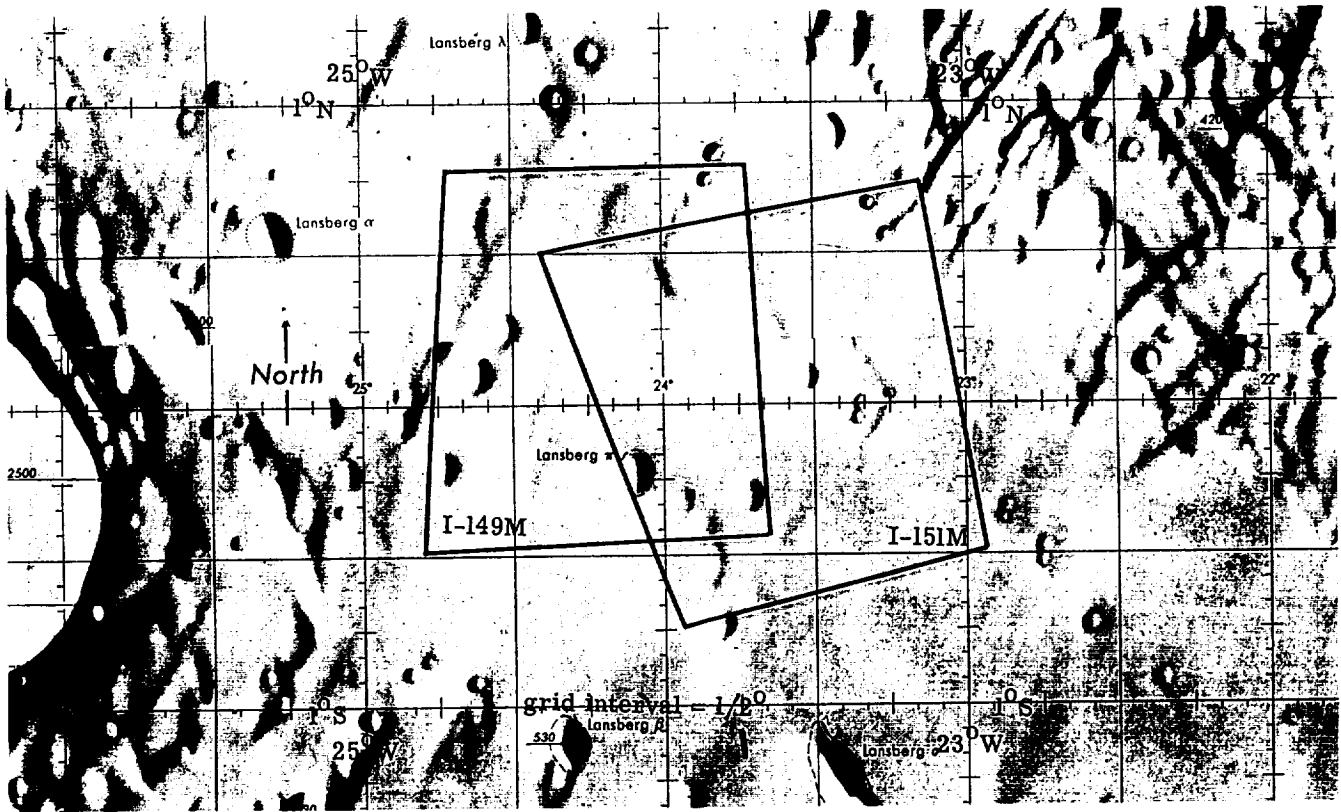 Lansberg λ
25°W
23°W
1°N
1°N
420
Lansberg α
North
25°
24°
23°
22°
Lansberg π
2500
I-149M
I-151M
grid interval = 1/2°
1°S
1°S
Lansberg β
530
25°W
Lansberg
23°W